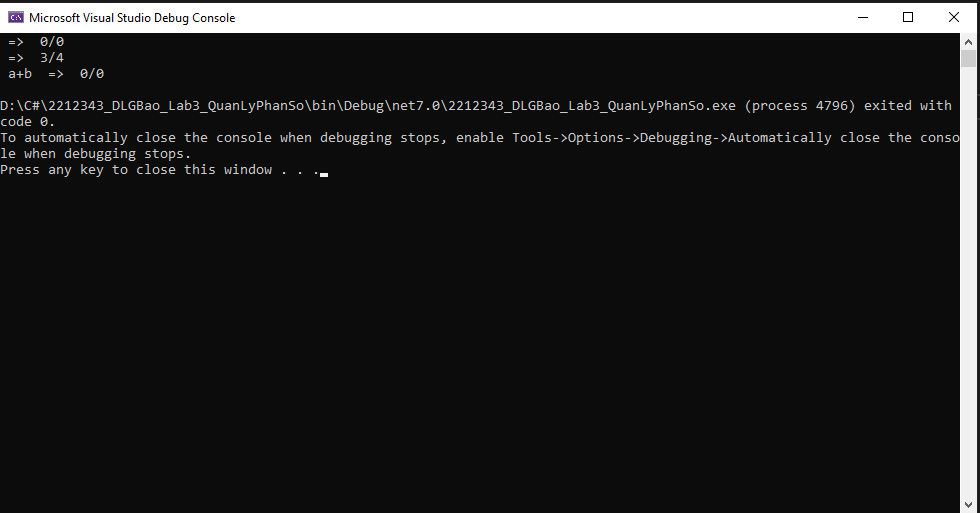 Microsoft Visual Studio Debug Console
=>  0/0
=>  3/4
a+b  =>  0/0
D:\C#\2212343_DLGBao_Lab3_QuanLyPhanSo\bin\Debug\net7.0\2212343_DLGBao_Lab3_QuanLyPhanSo.exe (process 4796) exited with
code 0.
To automatically close the console when debugging stops, enable Tools->Options->Debugging->Automatically close the conso
le when debugging stops.
Press any key to close this window . . .